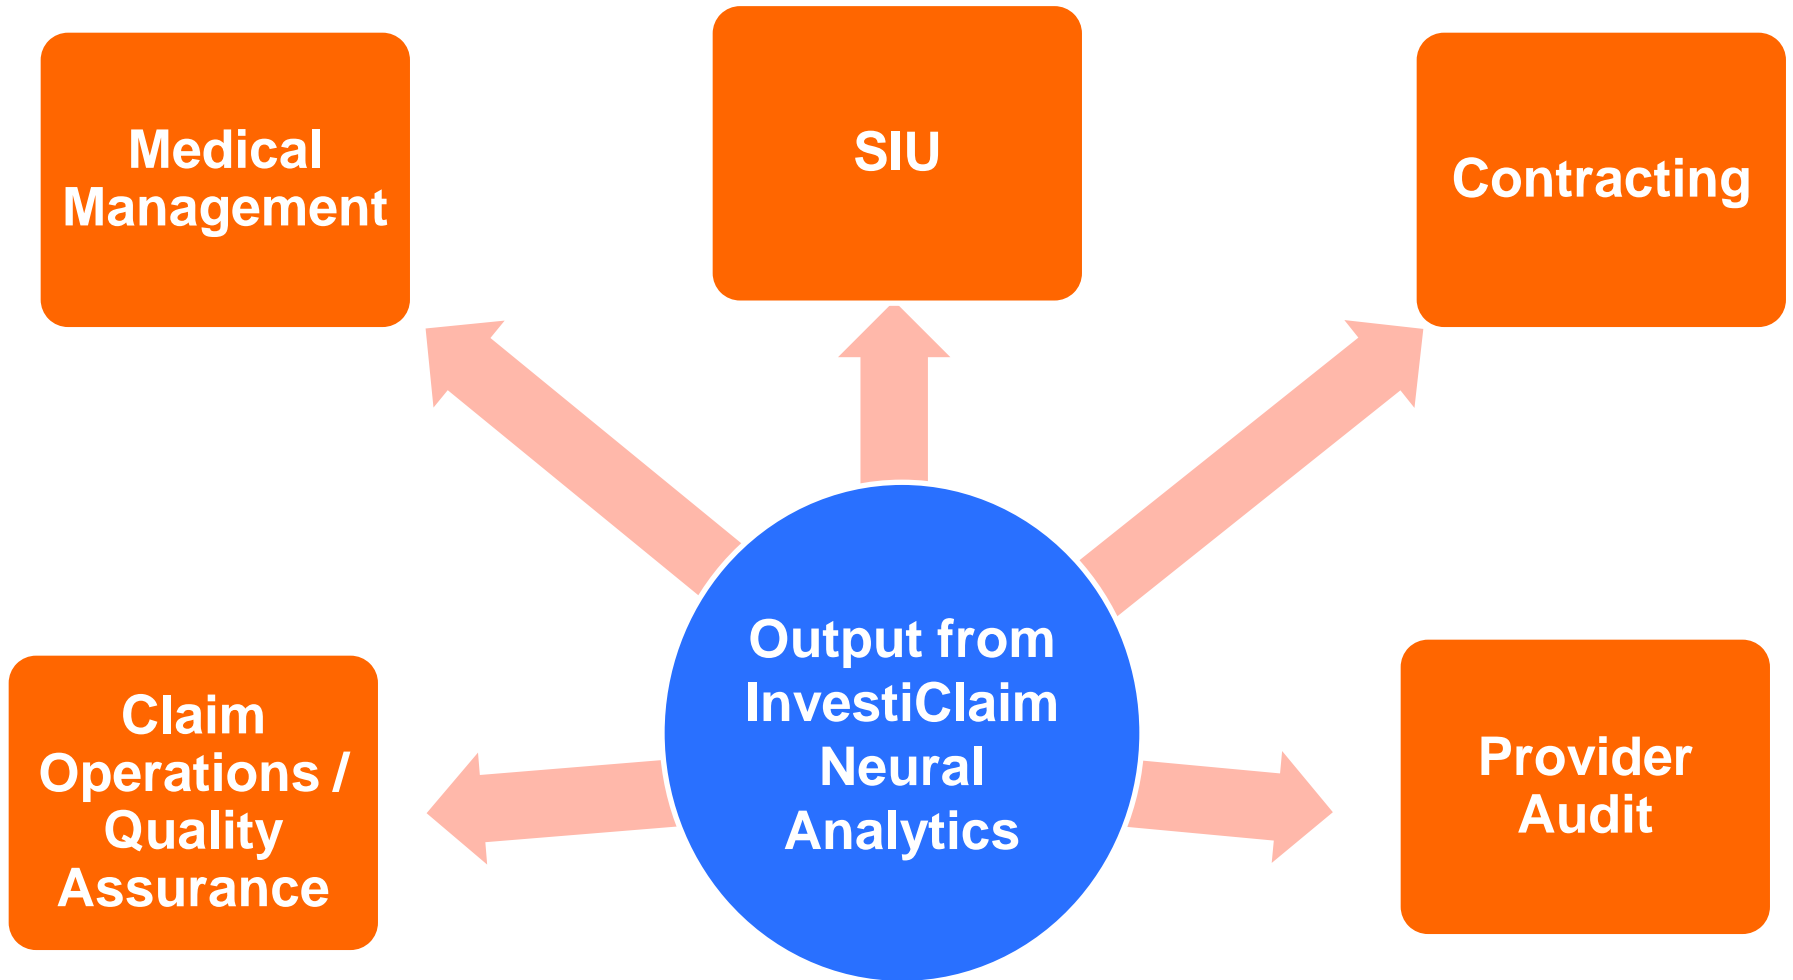 Medical
Management
SIU
Contracting
Output from
InvestiClaim
Neural
Analytics
Claim
Operations /
Quality
Assurance
Provider
Audit